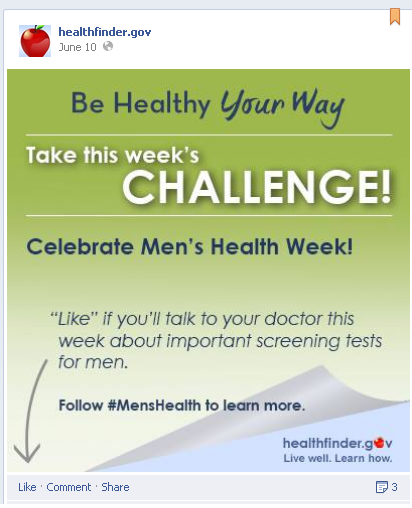 healthfinder.gov
June 10
Be Healthy Your Way
Take this week's
CHALLENGE!
Celebrate Men's Health Week!
"Like" if you'll talk to your doctor this
week about important screening tests
for men.
Follow #MensHealth to learn more.
healthfinder.gov
Live well. Learn how.
Like · Comment · Share
3